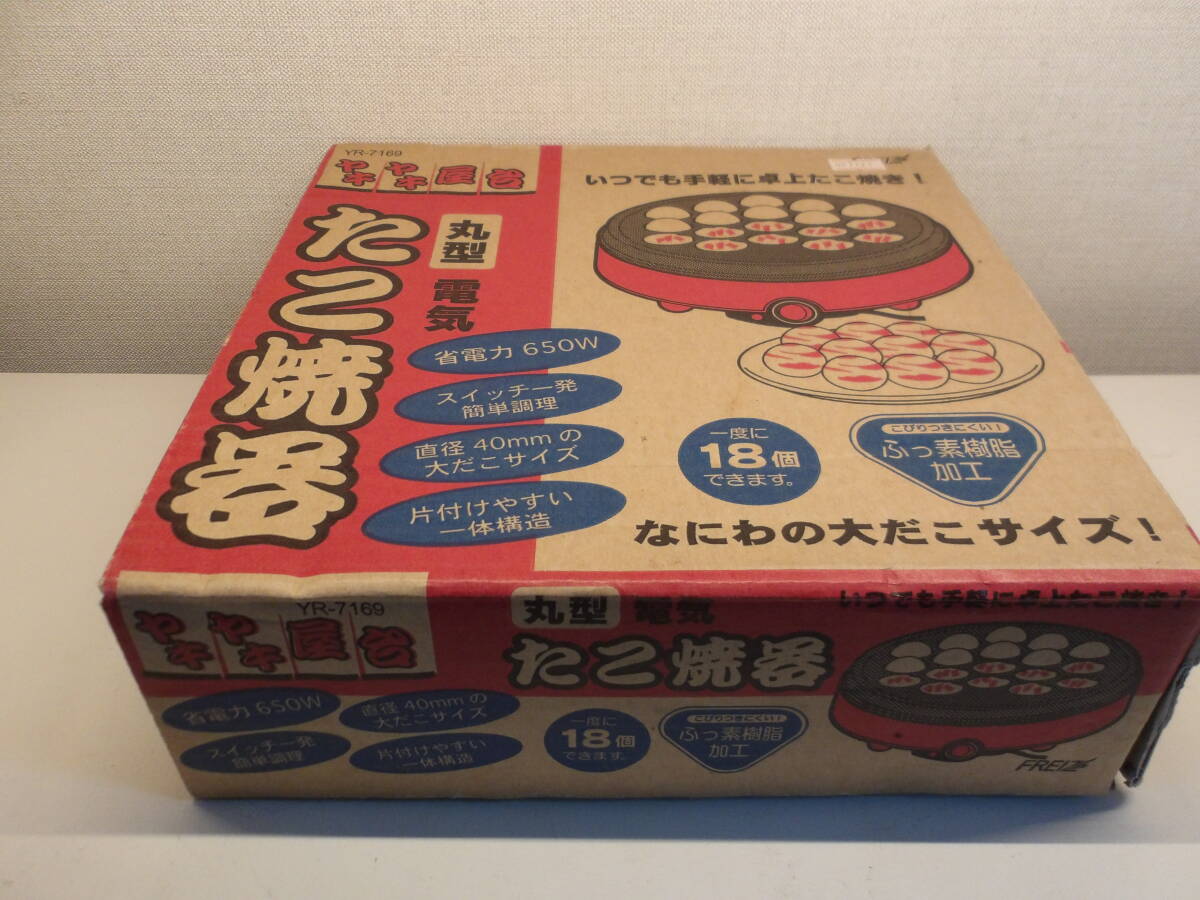 YR-7169
ヤキヤキ屋台
いつでも手軽に卓上たこ焼き!
丸型
電気
たこ焼器
省電力 650W
スイッチ一発
簡単調理
直径 40mm の
大だこサイズ
片付けやすい
一体構造
一度に
18個
できます。
こびりつきにくい!
ふっ素樹脂
加工
なにわの大だこサイズ!
YR-7169
ヤキヤキ屋台
丸型 電気
いつでも手軽に卓上たこ焼き!
たこ焼器
省電力 650W
直径 40mm の
大だこサイズ
スイッチ一発
簡単調理
片付けやすい
一体構造
一度に
18個
できます。
こびりつきにくい!
ふっ素樹脂
加工
FREIZ